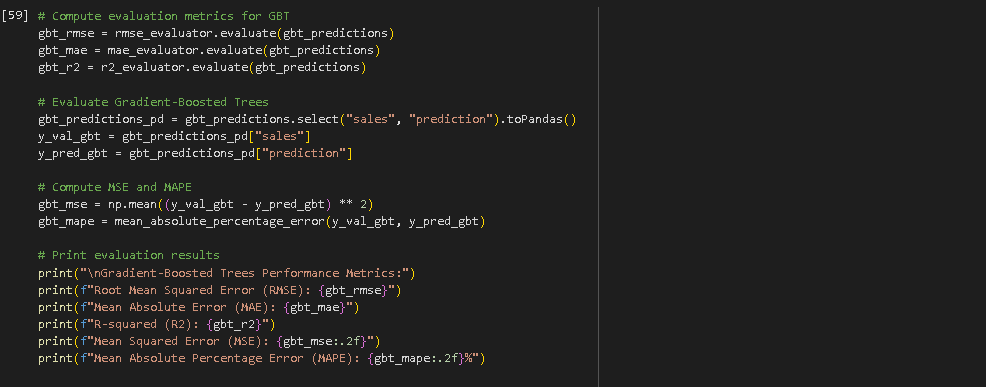 [59] # Compute evaluation metrics for GBT
gbt_rmse = rmse_evaluator.evaluate(gbt_predictions)
gbt_mae = mae_evaluator.evaluate(gbt_predictions)
gbt_r2 = r2_evaluator.evaluate(gbt_predictions)
# Evaluate Gradient-Boosted Trees
gbt_predictions_pd = gbt_predictions.select("sales", "prediction").toPandas()
y_val_gbt = gbt_predictions_pd["sales"]
y_pred_gbt = gbt_predictions_pd["prediction"]
# Compute MSE and MAPE
gbt_mse = np.mean((y_val_gbt - y_pred_gbt) ** 2)
gbt_mape = mean_absolute_percentage_error(y_val_gbt, y_pred_gbt)
# Print evaluation results
print("\nGradient-Boosted Trees Performance Metrics:")
print(f"Root Mean Squared Error (RMSE): {gbt_rmse}")
print(f"Mean Absolute Error (MAE): {gbt_mae}")
print(f"R-squared (R2): {gbt_r2}")
print(f"Mean Squared Error (MSE): {gbt_mse:.2f}")
print(f"Mean Absolute Percentage Error (MAPE): {gbt_mape:.2f}%")